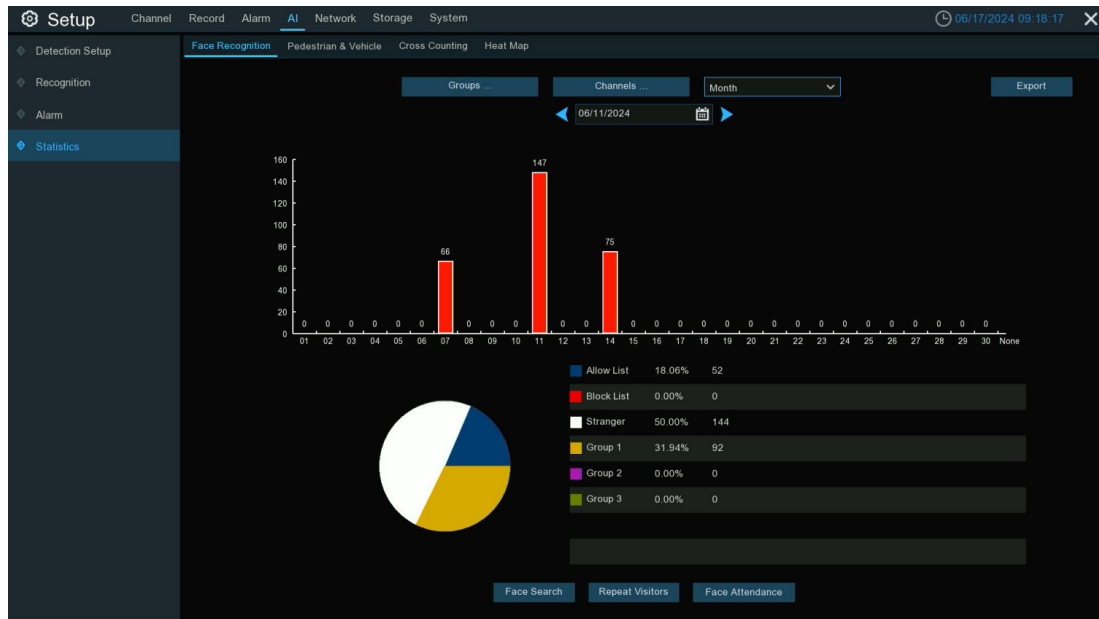 Setup Channel Record Alarm AI Network Storage System 06/17/2024 09:18:17
Detection Setup
Recognition
Alarm
Statistics
Face Recognition Pedestrian & Vehicle Cross Counting Heat Map
Groups ... Channels ... Month Export
06/11/2024
160
140
120
100
80
60
40
20
0
0 0 0 0 0 0 66 0 0 0 147 0 0 75 0 0 0 0 0 0 0 0 0 0 0 0 0 0 0 0
01 02 03 04 05 06 07 08 09 10 11 12 13 14 15 16 17 18 19 20 21 22 23 24 25 26 27 28 29 30 None
Allow List 18.06% 52
Block List 0.00% 0
Stranger 50.00% 144
Group 1 31.94% 92
Group 2 0.00% 0
Group 3 0.00% 0
Face Search Repeat Visitors Face Attendance